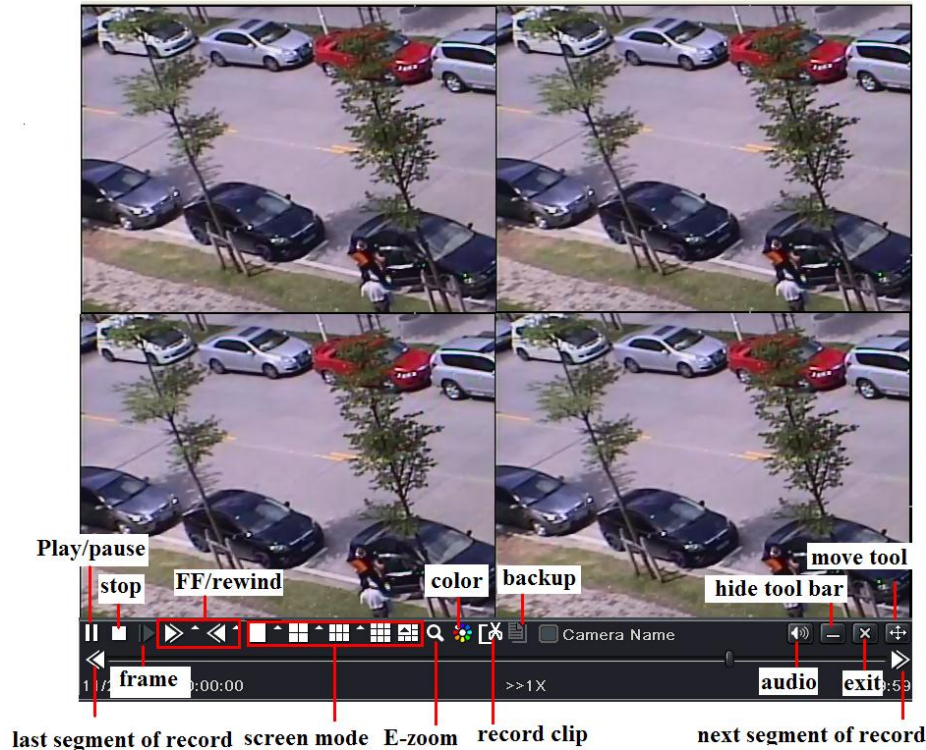 Play/pause
stop
FF/rewind
color
backup
hide tool bar
move tool
Camera Name
frame
0:00:00
>>1X
audio
exit
:59
last segment of record
screen mode
E-zoom
record clip
next segment of record